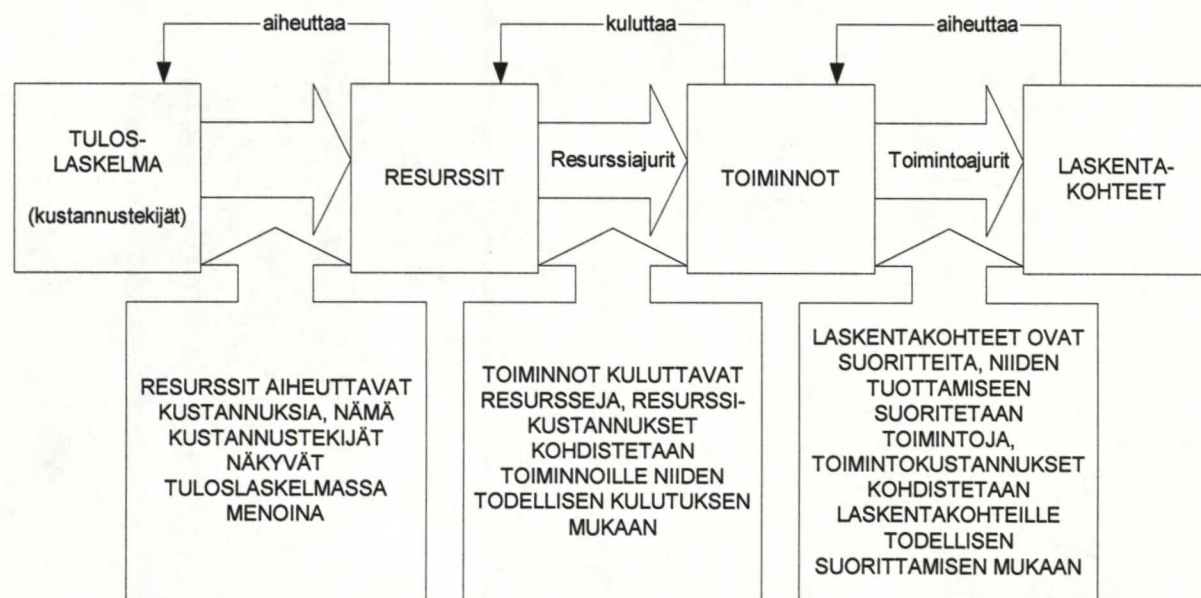 aiheuttaa
kuluttaa
aiheuttaa
TULOS-
LASKELMA
(kustannustekijät)
RESURSSIT
Resurssiajurit
TOIMINNOT
Toimintoajurit
LASKENTA-
KOHTEET
RESURSSIT AIHEUTTAVAT
KUSTANNUKSIA, NÄMÄ
KUSTANNUSTEKIJÄT
NÄKYVÄT
TULOSLASKELMASSA
MENOINA
TOIMINNOT KULUTTAVAT
RESURSSEJA, RESURSSI-
KUSTANNUKSET
KOHDISTETAAN
TOIMINNOILLE NIIDEN
TODELLISEN KULUTUKSEN
MUKAAN
LASKENTAKOHTEET OVAT
SUORITTEITA, NIIDEN
TUOTTAMISEEN
SUORITETAAN
TOIMINTOJA,
TOIMINTOKUSTANNUKSET
KOHDISTETAAN
LASKENTAKOHTEILLE
TODELLISEN
SUORITTAMISEN MUKAAN